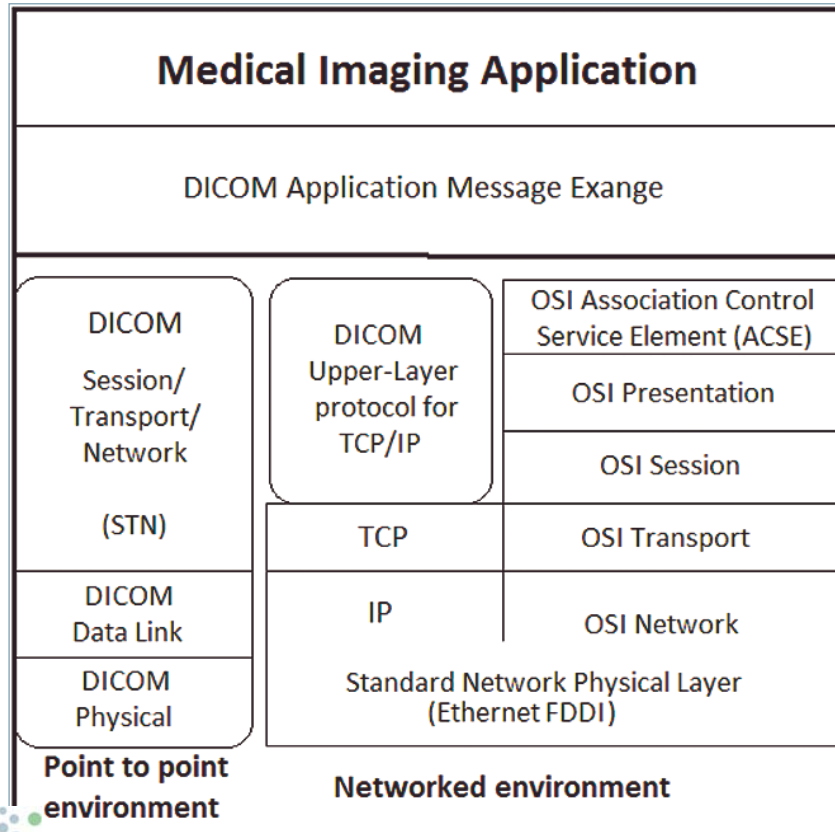 Medical Imaging Application
DICOM Application Message Exange
DICOM
Session/
Transport/
Network
(STN)
DICOM
Data Link
DICOM
Physical
Point to point
environment
DICOM
Upper-Layer
protocol for
TCP/IP
TCP
IP
OSI Association Control
Service Element (ACSE)
OSI Presentation
OSI Session
OSI Transport
OSI Network
Standard Network Physical Layer
(Ethernet FDDI)
Networked environment